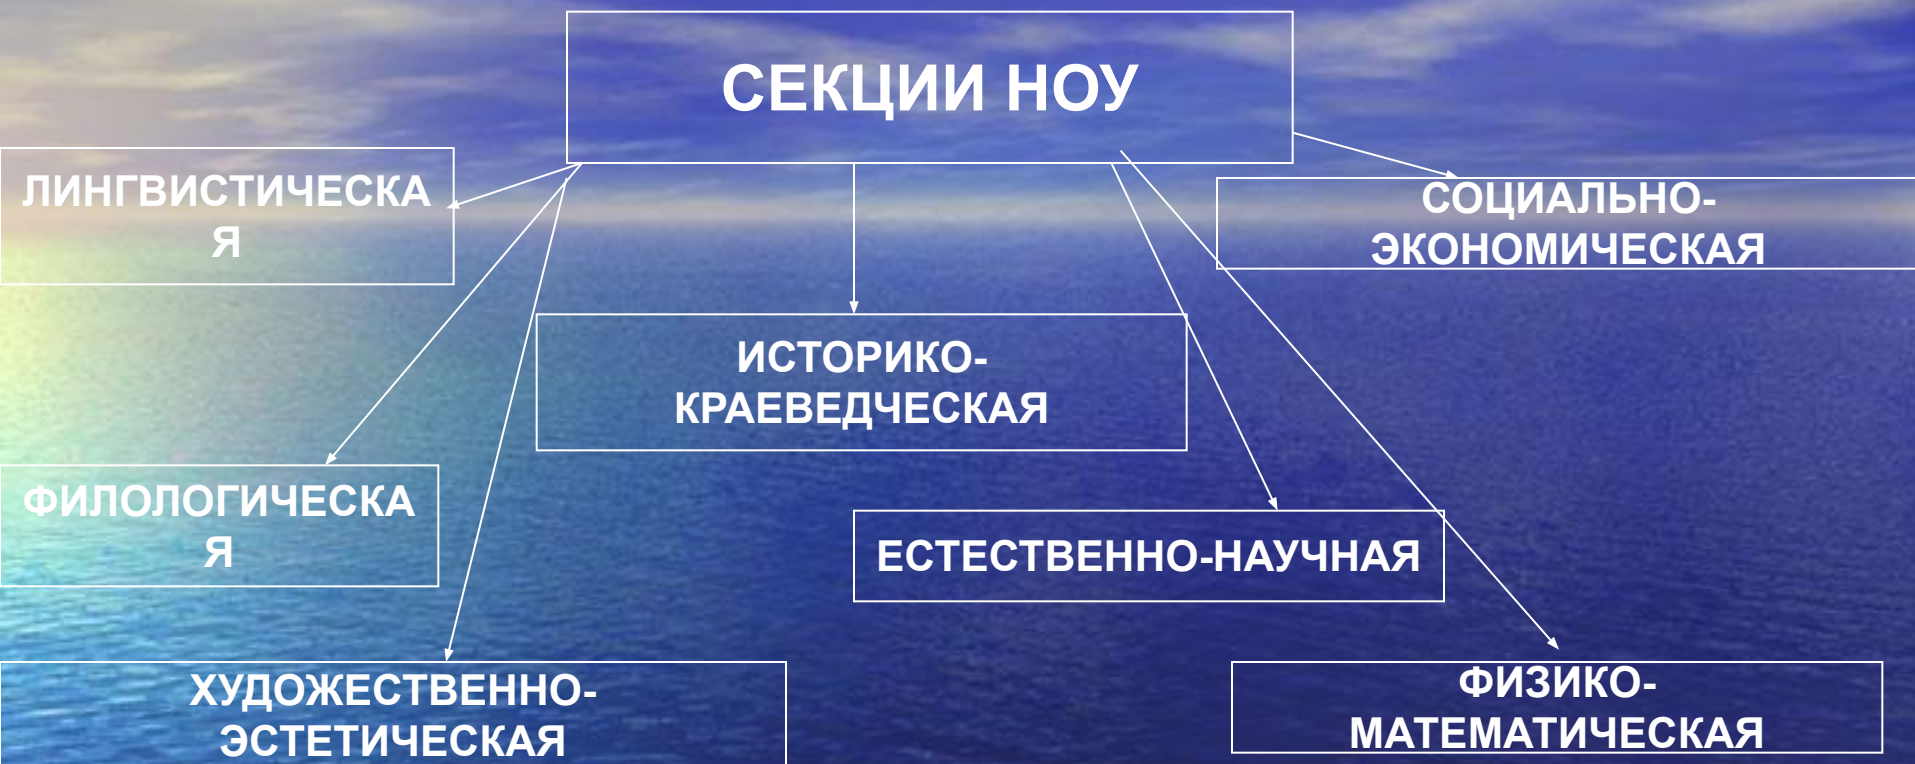 СЕКЦИИ НОУ
ЛИНГВИСТИЧЕСКА
Я
СОЦИАЛЬНО-
ЭКОНОМИЧЕСКАЯ
ИСТОРИКО-
КРАЕВЕДЧЕСКАЯ
ФИЛОЛОГИЧЕСКА
Я
ЕСТЕСТВЕННО-НАУЧНАЯ
ХУДОЖЕСТВЕННО-
ЭСТЕТИЧЕСКАЯ
ФИЗИКО-
МАТЕМАТИЧЕСКАЯ